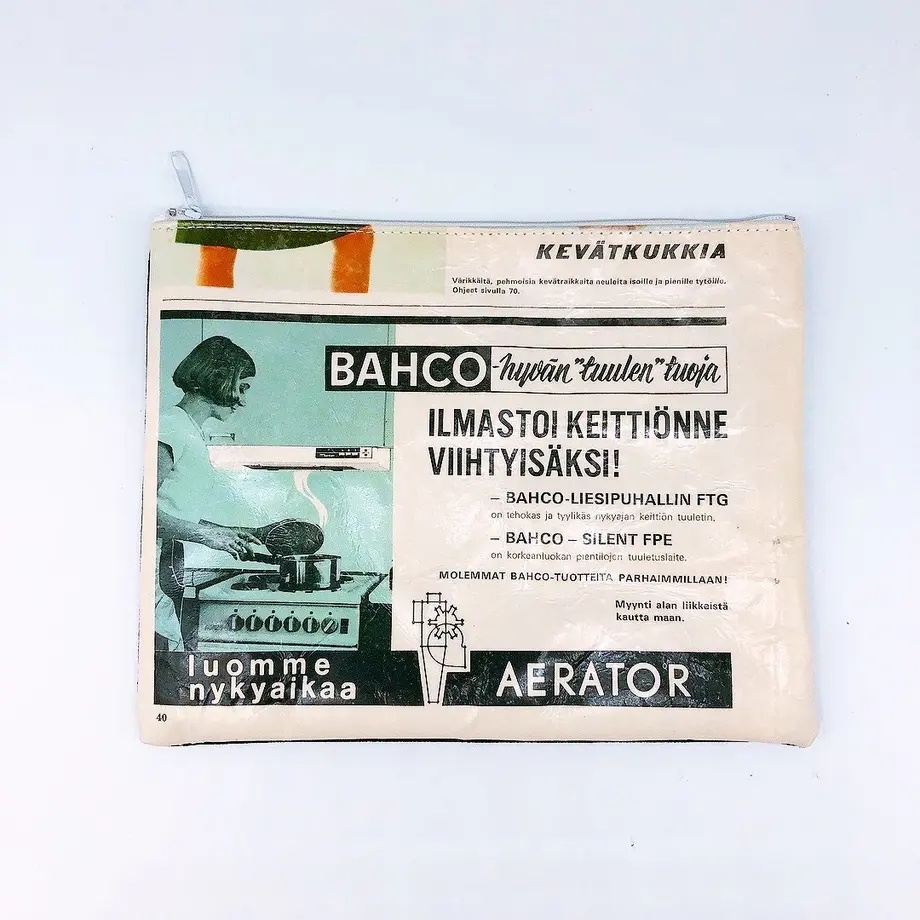 KEVÄTKUKKIA
Värikkäitä, pehmoisia kevätraikkaita neuleita isoille ja pienille tytöille.
Ohjeet sivulla 70.
BAHCO -hyvän "tuulen" tuoja
ILMASTOI KEITTIÖNNE
VIIHTYISÄKSI!
– BAHCO-LIESIPUHALLIN FTG
on tehokas ja tyylikäs nykyajan keittiön tuuletin.
– BAHCO – SILENT FPE
on korkeanluokan pientilojen tuuletuslaite.
MOLEMMAT BAHCO-TUOTTEITA PARHAIMMILLAAN!
Myynti alan liikkeistä
kautta maan.
luomme
nykyaikaa
AERATOR
40